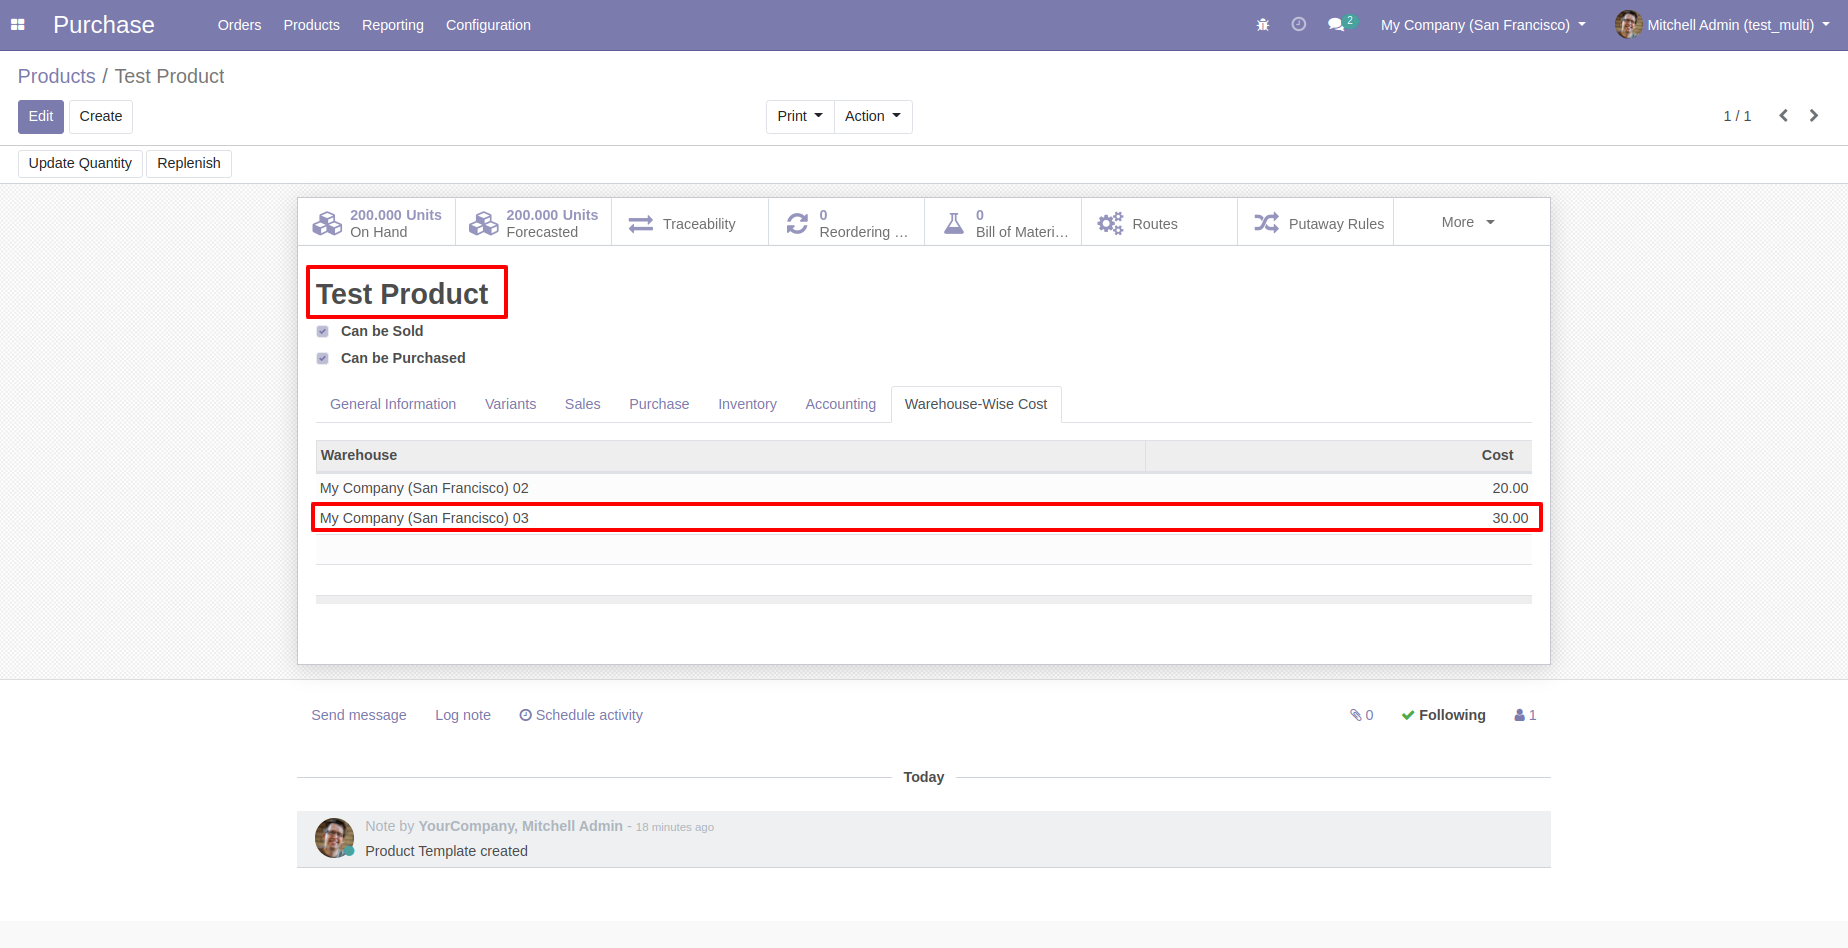 Purchase Orders Products Reporting Configuration 2 My Company (San Francisco) Mitchell Admin (test_multi)
Products / Test Product
Edit Create Print Action 1 / 1
Update Quantity Replenish
200.000 Units On Hand
200.000 Units Forecasted
Traceability
0 Reordering ...
0 Bill of Materi...
Routes
Putaway Rules
More
Test Product
Can be Sold
Can be Purchased
General Information Variants Sales Purchase Inventory Accounting Warehouse-Wise Cost
Warehouse Cost
My Company (San Francisco) 02 20.00
My Company (San Francisco) 03 30.00
Send message Log note Schedule activity 0 Following 1
Today
Note by YourCompany, Mitchell Admin - 18 minutes ago
Product Template created